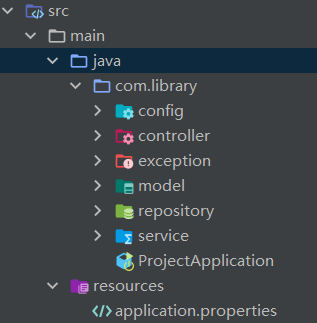 src
main
java
com.library
config
controller
exception
model
repository
service
ProjectApplication
resources
application.properties